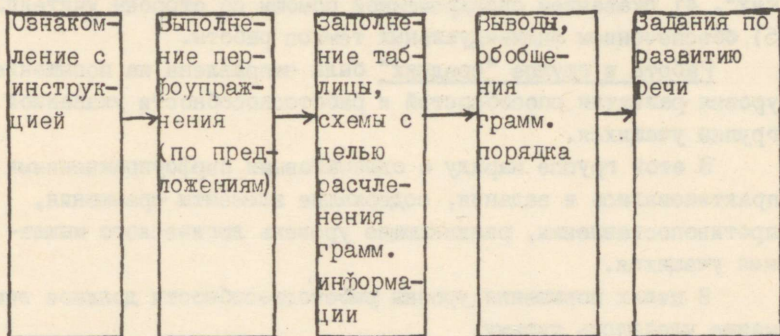 Ознаком-
ление с
инструк-
цией
Выполне-
ние пер-
фоупраж-
нения
(по пред-
ложениям)
Заполне-
ние таб-
лицы,
схемы с
целью
расчле-
нения
грамм.
информа-
ции
Выводы,
обобще
ния
грамм.
порядка
Задания по
развитию
речи